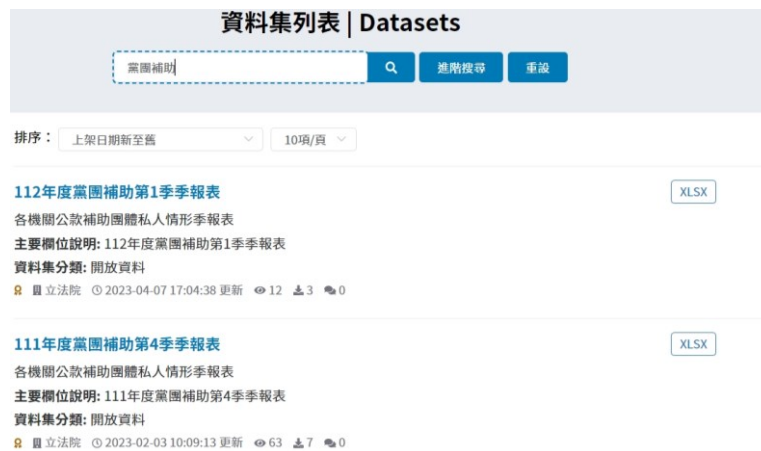 資料集列表 | Datasets
黨團補助
進階搜尋
重設
排序：
上架日期新至舊
10項/頁
112年度黨團補助第1季季報表
XLSX
各機關公款補助團體私人情形季報表
主要欄位說明: 112年度黨團補助第1季季報表
資料集分類: 開放資料
立法院 2023-04-07 17:04:38 更新 12 3 0
111年度黨團補助第4季季報表
XLSX
各機關公款補助團體私人情形季報表
主要欄位說明: 111年度黨團補助第4季季報表
資料集分類: 開放資料
立法院 2023-02-03 10:09:13 更新 63 7 0